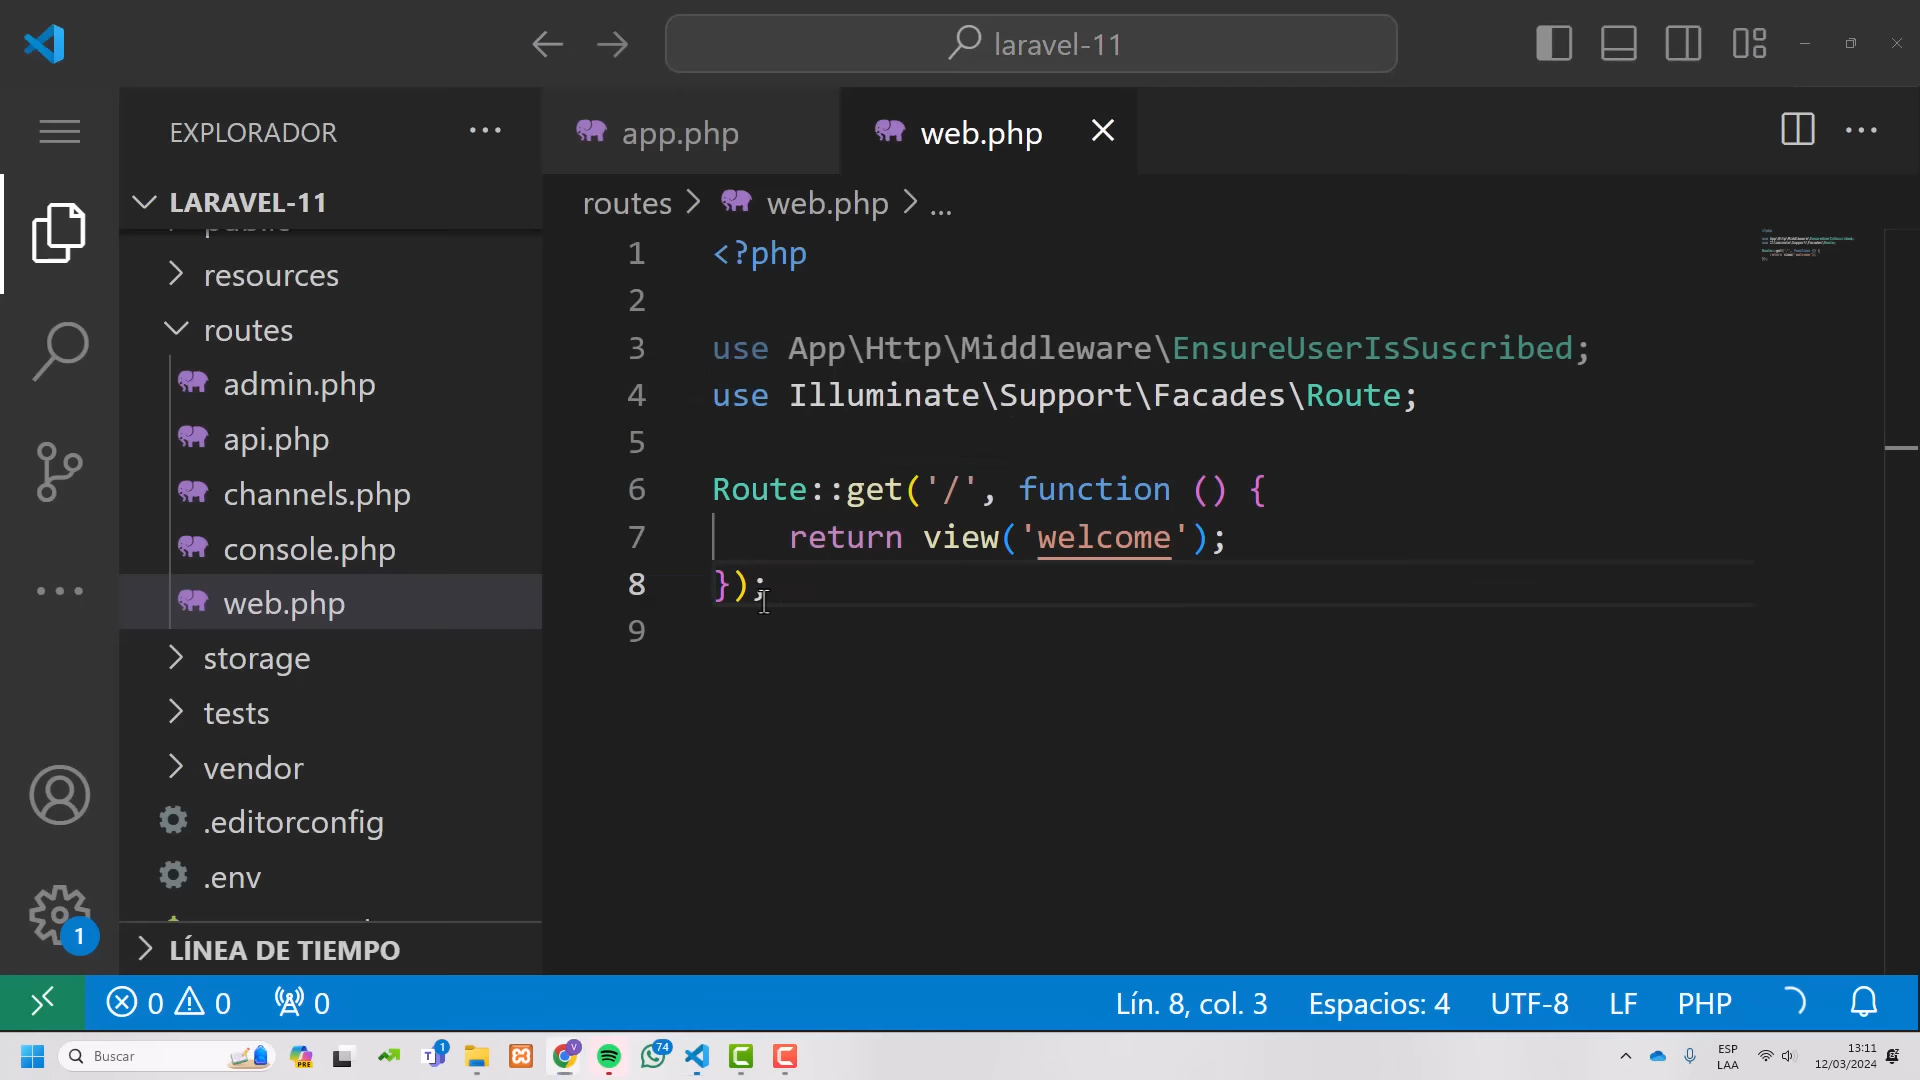 laravel-11
EXPLORADOR
LARAVEL-11
resources
routes
admin.php
api.php
channels.php
console.php
web.php
storage
tests
vendor
.editorconfig
.env
LÍNEA DE TIEMPO
app.php
web.php
routes > web.php > ...
1 <?php
2
3 use App\Http\Middleware\EnsureUserIsSuscribed;
4 use Illuminate\Support\Facades\Route;
5
6 Route::get('/', function () {
7 return view('welcome');
8 });
9
1
0 0 0
Lín. 8, col. 3 Espacios: 4 UTF-8 LF PHP
Buscar
PRE
1
V
74
ESP
LAA
13:11
12/03/2024